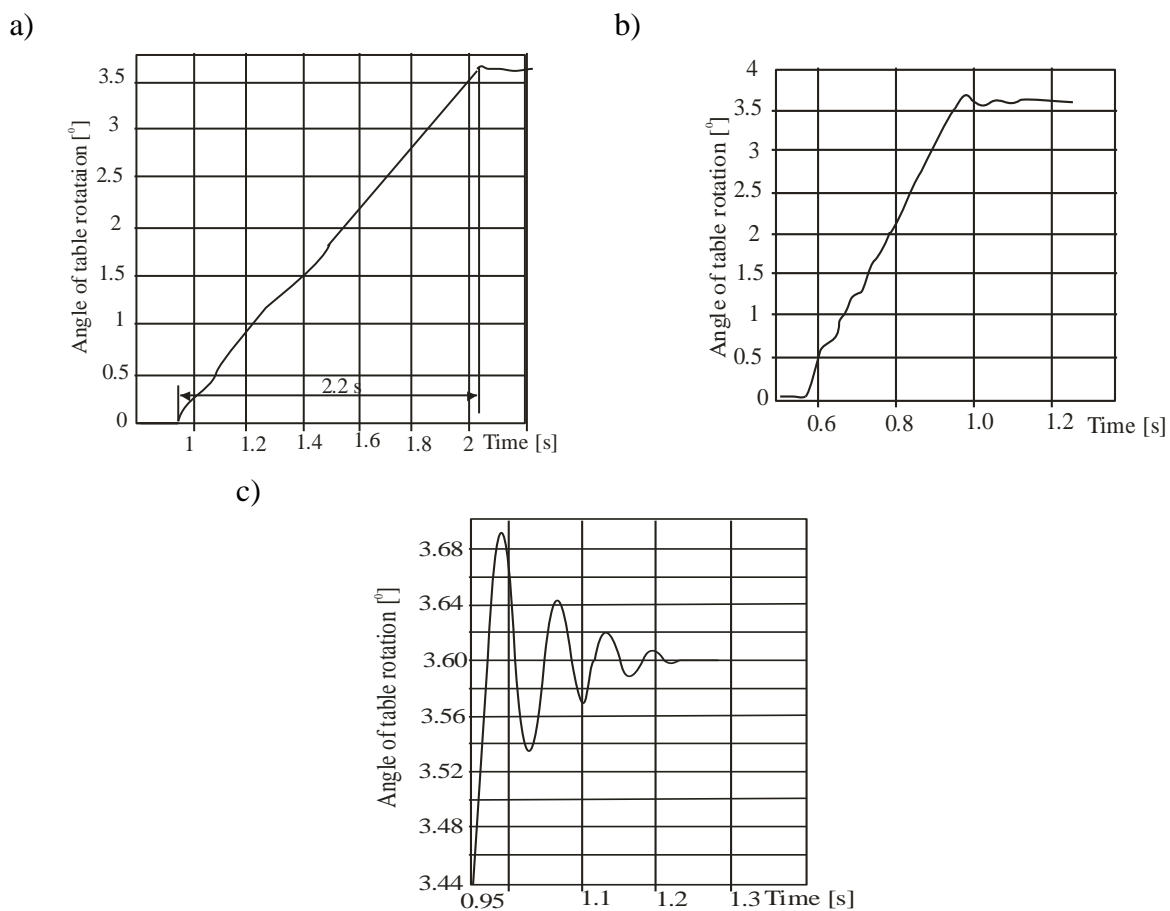 a)
Angle of table rotataion [°]
3.5
3
2.5
2
1.5
1
0.5
0
2.2 s
1 1.2 1.4 1.6 1.8 2 Time [s]
b)
Angle of table rotation [°]
4
3.5
3
2.5
2
1.5
1
0.5
0
0.6 0.8 1.0 1.2 Time [s]
c)
Angle of table rotation [°]
3.68
3.64
3.60
3.56
3.52
3.48
3.44
0.95 1.1 1.2 1.3 Time [s]